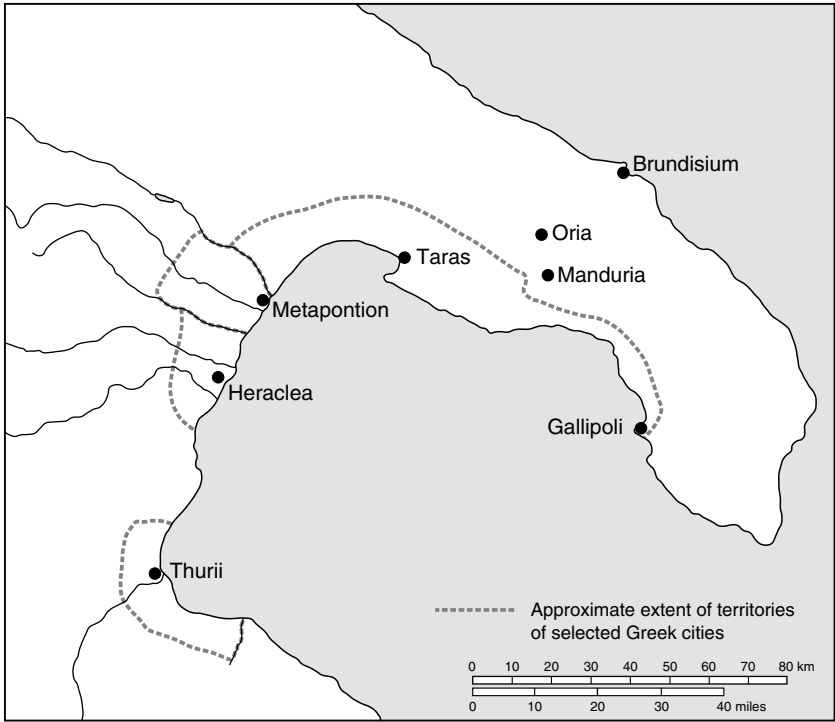 Brundisium
Oria
Taras
Manduria
Metapontion
Heraclea
Gallipoli
Thurii
Approximate extent of territories
of selected Greek cities
0 10 20 30 40 50 60 70 80 km
0 10 20 30 40 miles